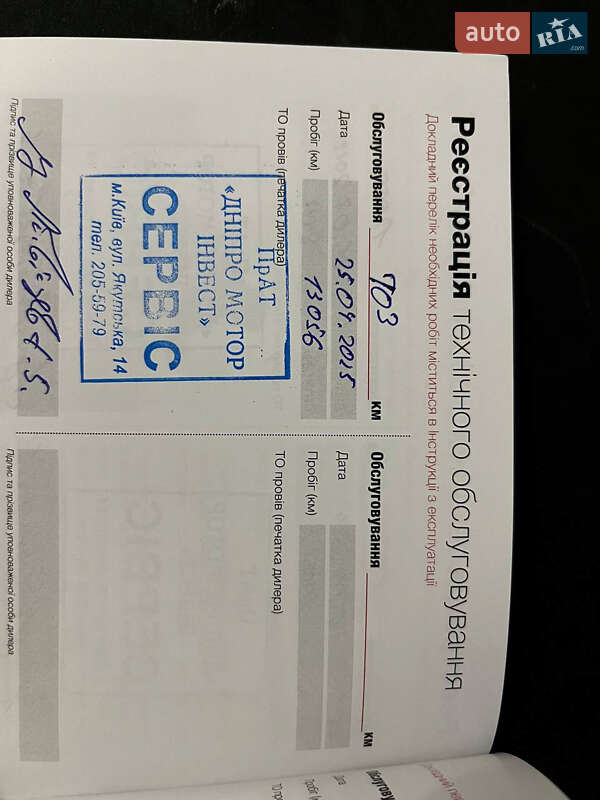 auto RIA .com
Реєстрація технічного обслуговування
Докладний перелік необхідних робіт міститься в Інструкції з експлуатації
Обслуговування ТО3 км
Дата 25.04.2015
Пробіг (км) 13056
ТО провів (печатка дилера)
ПрАТ
«ДНІПРО МОТОР
ІНВЕСТ»
СЕРВІС
м.Київ, вул. Якутська, 14
тел. 205-59-79
Підпис та прізвище уповноваженої особи дилера
Обслуговування км
Дата
Пробіг (км)
ТО провів (печатка дилера)
Підпис та прізвище уповноваженої особи дилера